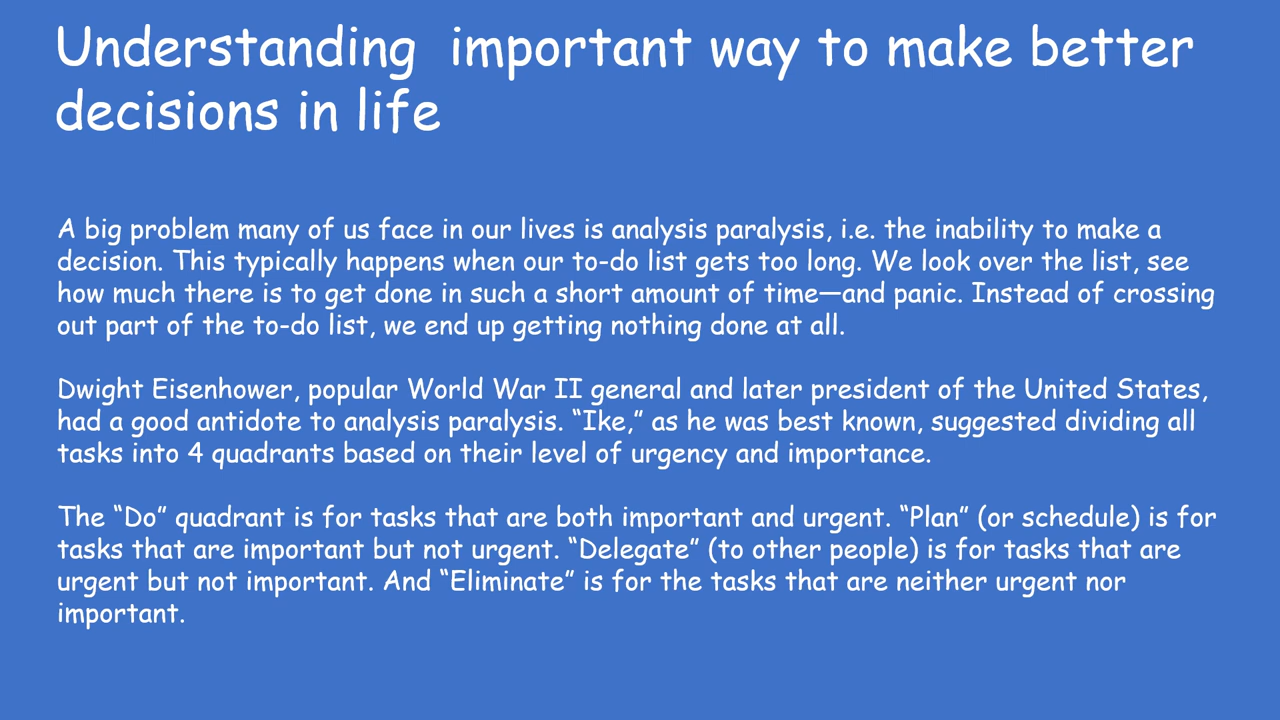 Understanding  important way to make better
decisions in life
A big problem many of us face in our lives is analysis paralysis, i.e. the inability to make a
decision. This typically happens when our to-do list gets too long. We look over the list, see
how much there is to get done in such a short amount of time—and panic. Instead of crossing
out part of the to-do list, we end up getting nothing done at all.
Dwight Eisenhower, popular World War II general and later president of the United States,
had a good antidote to analysis paralysis. “Ike,” as he was best known, suggested dividing all
tasks into 4 quadrants based on their level of urgency and importance.
The “Do” quadrant is for tasks that are both important and urgent. “Plan” (or schedule) is for
tasks that are important but not urgent. “Delegate” (to other people) is for tasks that are
urgent but not important. And “Eliminate” is for the tasks that are neither urgent nor
important.